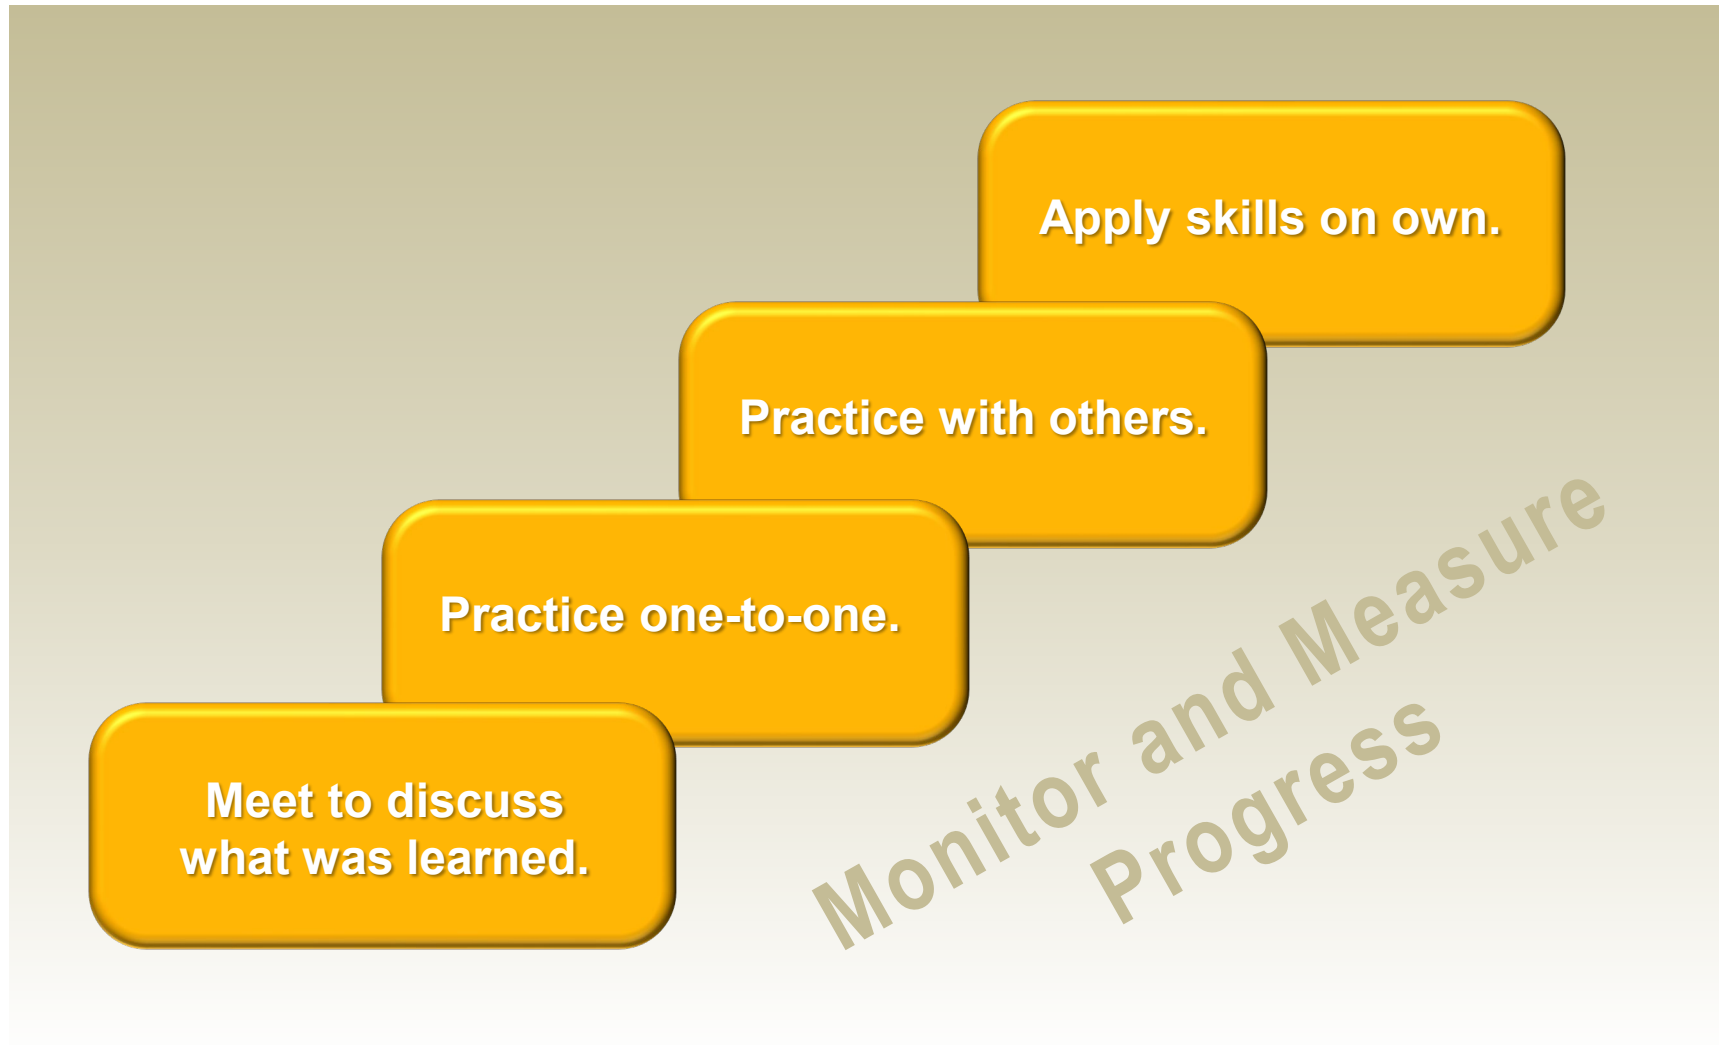 Apply skills on own.
Practice with others.
Practice one-to-one.
Meet to discuss
what was learned.
Monitor and Measure
Progress